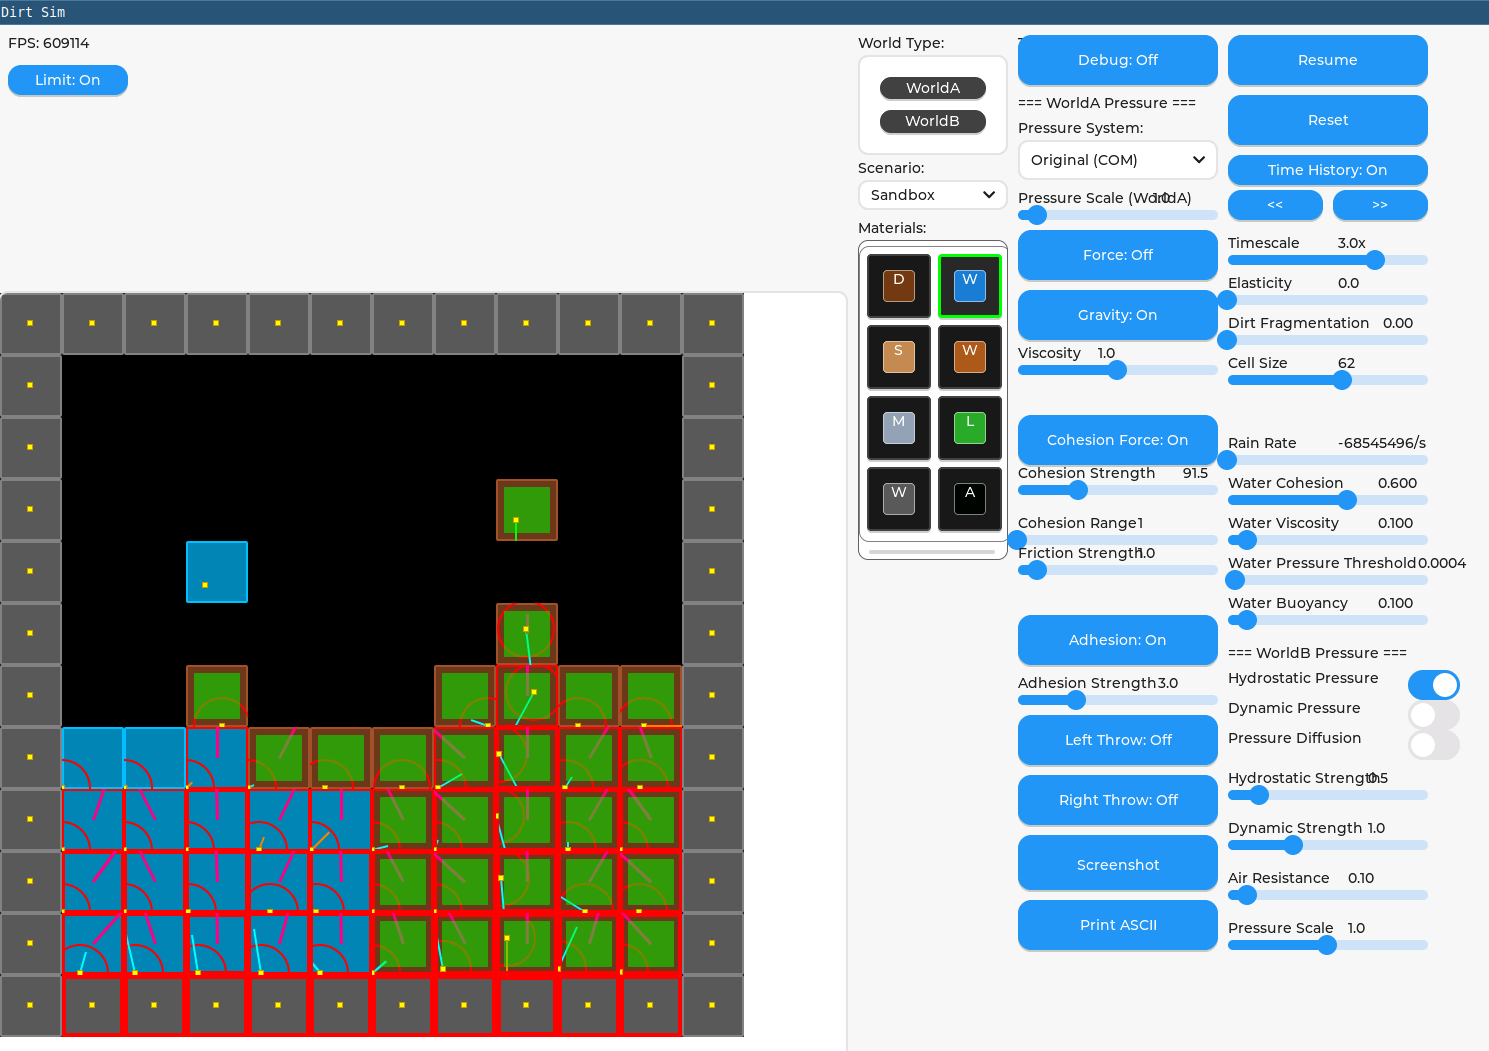 Dirt Sim
FPS: 609114
Limit: On
World Type:
WorldA
WorldB
Scenario:
Sandbox
Materials:
D
W
S
W
M
L
W
A
Debug: Off
=== WorldA Pressure ===
Pressure System:
Original (COM)
Pressure Scale (WorldA)
1.0
Force: Off
Gravity: On
Viscosity 1.0
Cohesion Force: On
Cohesion Strength 91.5
Cohesion Range 1
Friction Strength 1.0
Adhesion: On
Adhesion Strength 3.0
Left Throw: Off
Right Throw: Off
Screenshot
Print ASCII
Resume
Reset
Time History: On
<< >>
Timescale 3.0x
Elasticity 0.0
Dirt Fragmentation 0.00
Cell Size 62
Rain Rate -68545496/s
Water Cohesion 0.600
Water Viscosity 0.100
Water Pressure Threshold 0.0004
Water Buoyancy 0.100
=== WorldB Pressure ===
Hydrostatic Pressure
Dynamic Pressure
Pressure Diffusion
Hydrostatic Strength 0.5
Dynamic Strength 1.0
Air Resistance 0.10
Pressure Scale 1.0